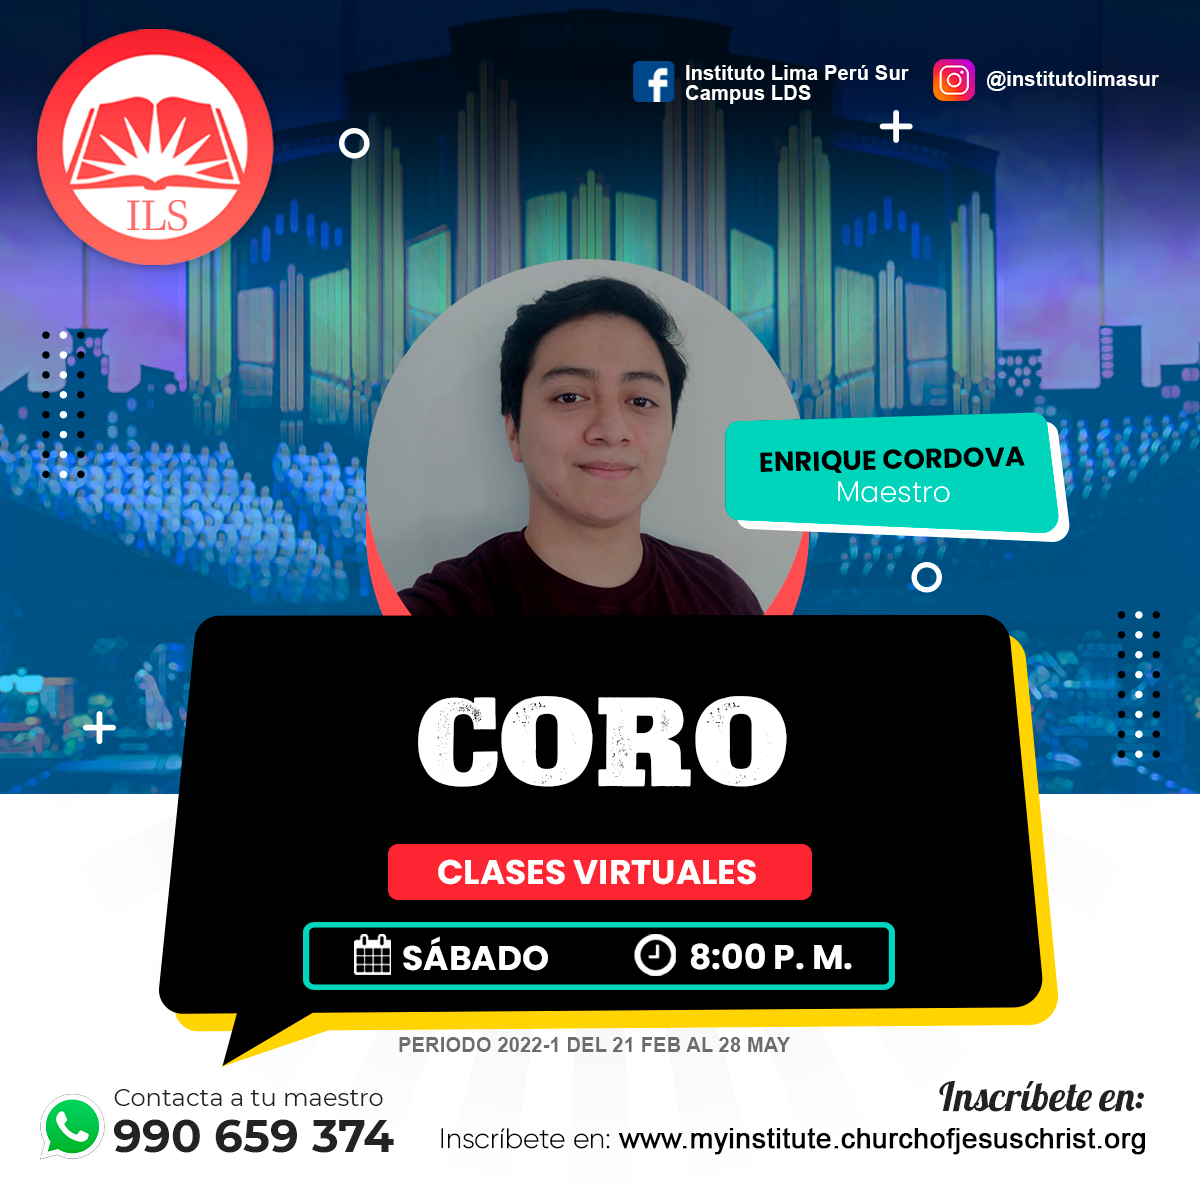 ILS
Instituto Lima Perú Sur
Campus LDS
@institutolimasur
ENRIQUE CORDOVA
Maestro
CORO
CLASES VIRTUALES
SÁBADO
8:00 P. M.
PERIODO 2022-1 DEL 21 FEB AL 28 MAY
Contacta a tu maestro
990 659 374
Inscríbete en:
Inscríbete en: www.myinstitute.churchofjesuschrist.org